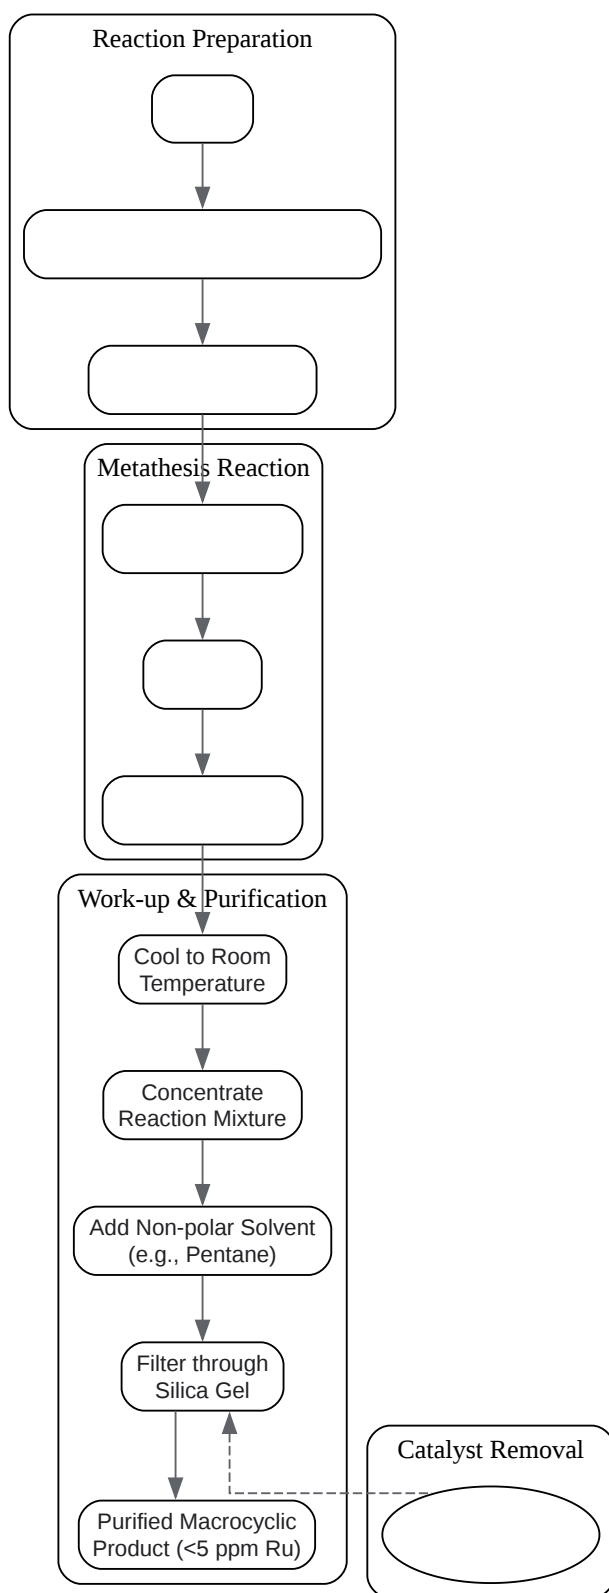 Reaction Preparation
Metathesis Reaction
Work-up & Purification
Cool to Room
Temperature
Concentrate
Reaction Mixture
Add Non-polar Solvent
(e.g., Pentane)
Filter through
Silica Gel
Catalyst Removal
Purified Macrocyclic
Product (<5 ppm Ru)